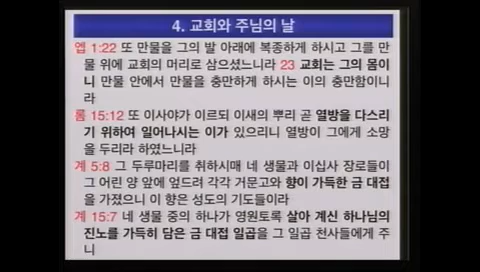 4. 교회와 주님의 날
엡 1:22 또 만물을 그의 발 아래에 복종하게 하시고 그를 만
물 위에 교회의 머리로 삼으셨느니라 23 교회는 그의 몸이
니 만물 안에서 만물을 충만하게 하시는 이의 충만함이니
라
롬 15:12 또 이사야가 이르되 이새의 뿌리 곧 열방을 다스리
기 위하여 일어나시는 이가 있으리니 열방이 그에게 소망
을 두리라 하였느니라
계 5:8 그 두루마리를 취하시매 네 생물과 이십사 장로들이
그 어린 양 앞에 엎드려 각각 거문고와 향이 가득한 금 대접
을 가졌으니 이 향은 성도의 기도들이라
계 15:7 네 생물 중의 하나가 영원토록 살아 계신 하나님의
진노를 가득히 담은 금 대접 일곱을 그 일곱 천사들에게 주
니